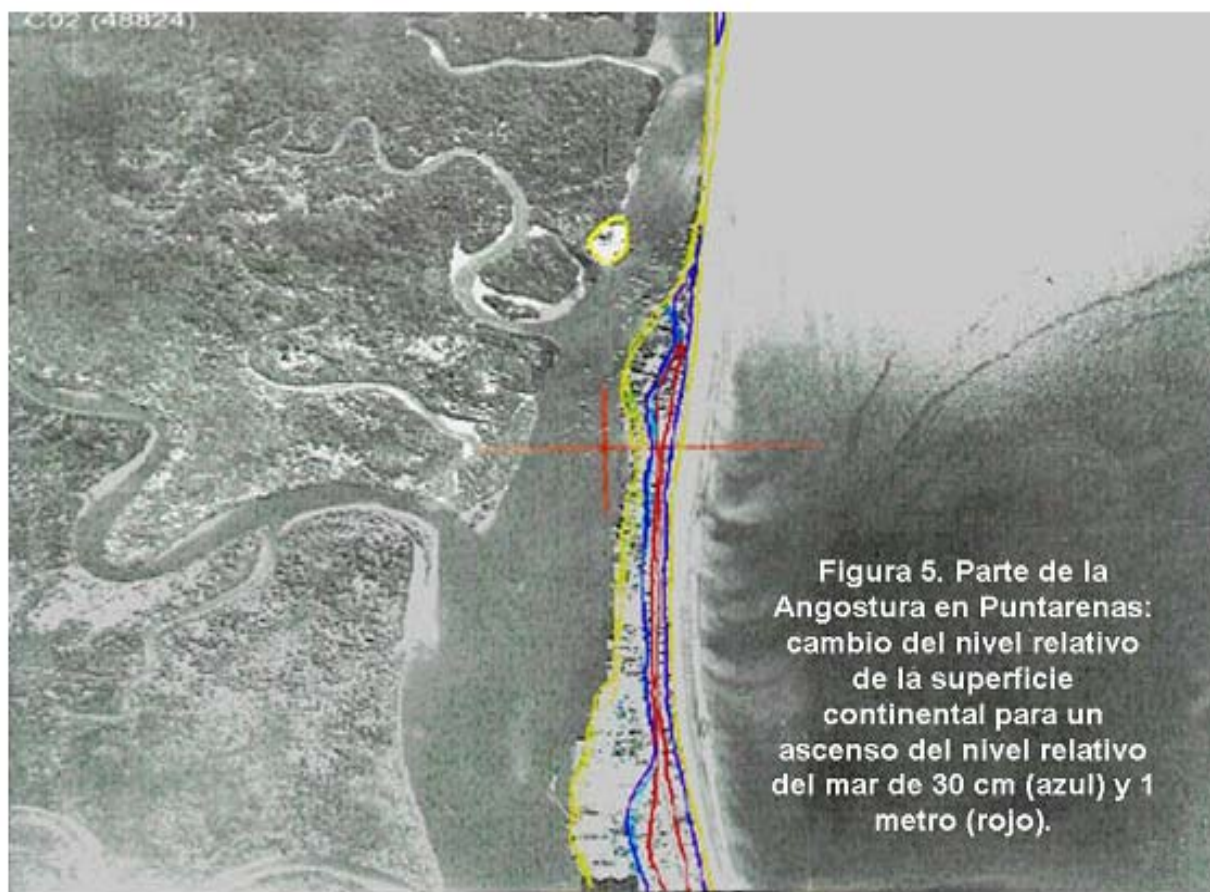 C02 (48824)
Figura 5. Parte de la
Angostura en Puntarenas:
cambio del nivel relativo
de la superficie
continental para un
ascenso del nivel relativo
del mar de 30 cm (azul) y 1
metro (rojo).